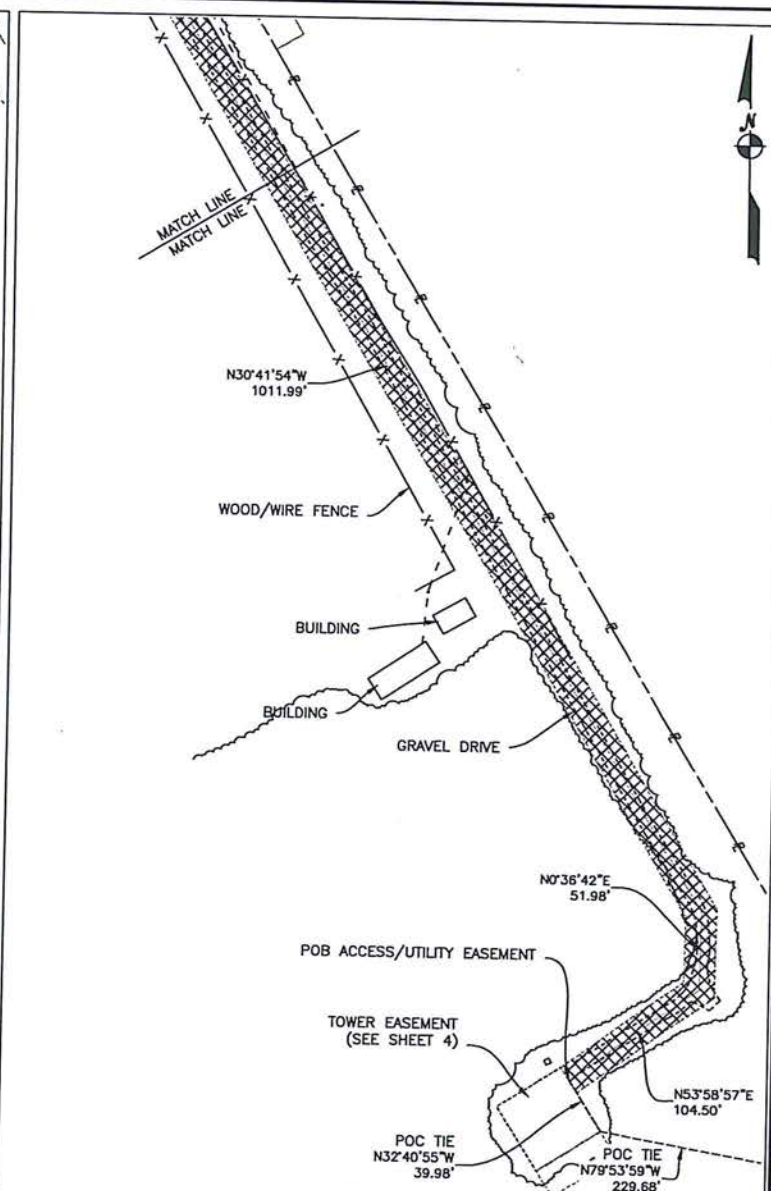 N
MATCH LINE
MATCH LINE
N30°41'54"W
1011.99'
WOOD/WIRE FENCE
BUILDING
BUILDING
GRAVEL DRIVE
N0°36'42"E
51.98'
POB ACCESS/UTILITY EASEMENT
TOWER EASEMENT
(SEE SHEET 4)
N53°58'57"E
104.50'
POC TIE
N32°40'55"W
39.98'
POC TIE
N79°53'59"W
229.68'